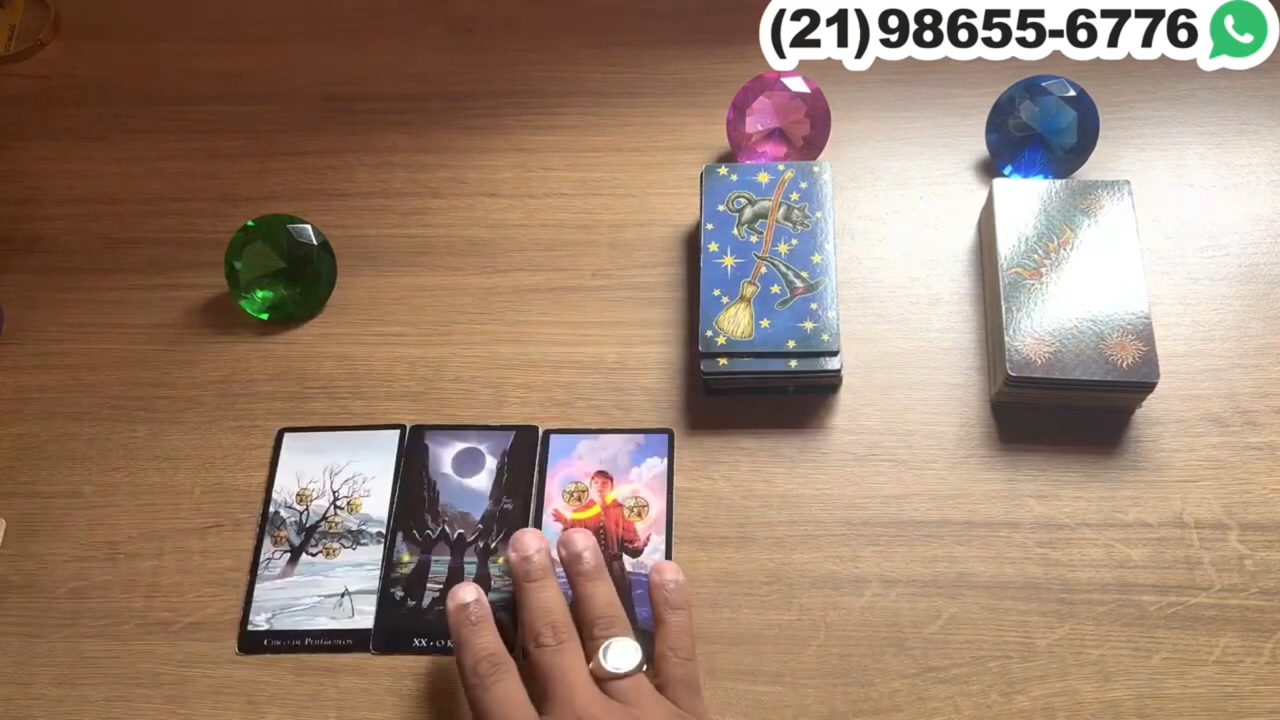 (21)98655-6776
Cinco de Pentáculos
XX • O